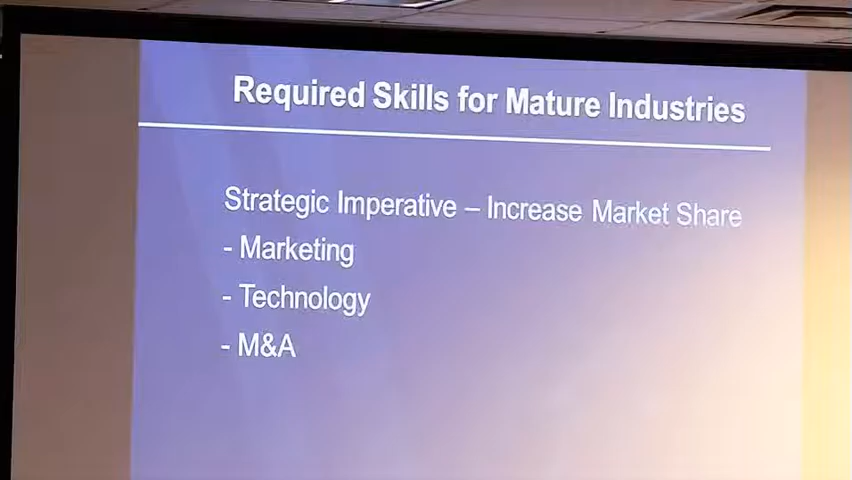 Required Skills for Mature Industries
Strategic Imperative – Increase Market Share
- Marketing
- Technology
- M&A